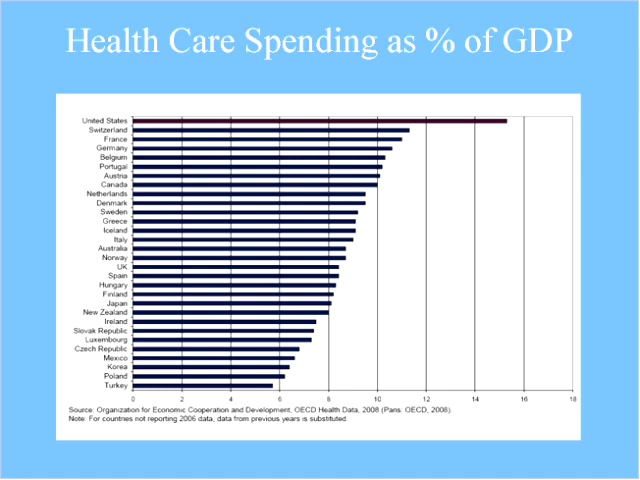 Health Care Spending as % of GDP
United States
Switzerland
France
Germany
Belgium
Portugal
Austria
Canada
Netherlands
Denmark
Sweden
Greece
Iceland
Italy
Australia
Norway
UK
Spain
Hungary
Finland
Japan
New Zealand
Ireland
Slovak Republic
Luxembourg
Czech Republic
Mexico
Korea
Poland
Turkey
0 2 4 6 8 10 12 14 16 18
Source: Organization for Economic Cooperation and Development, OECD Health Data, 2008 (Paris: OECD, 2008)
Note: For countries not reporting 2006 data, data from previous years is substituted.